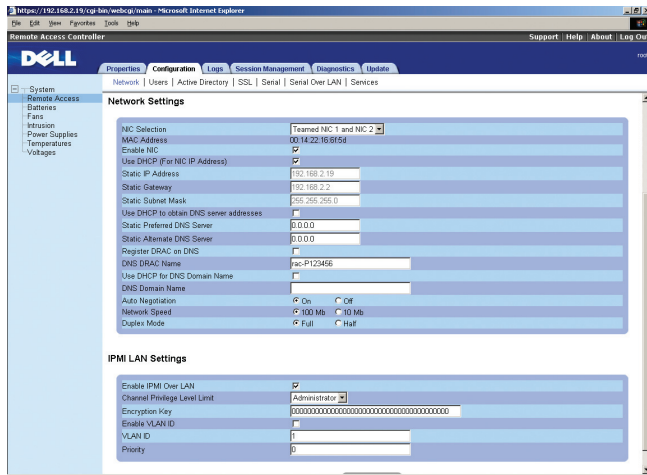 https://192.168.2.19/cgi-bin/webcgi/main - Microsoft Internet Explorer
File Edit View Favorites Tools Help
Remote Access Controller Support | Help | About | Log Out
DELL
root
Properties Configuration Logs Session Management Diagnostics Update
Network | Users | Active Directory | SSL | Serial | Serial Over LAN | Services
System
Remote Access
Batteries
Fans
Intrusion
Power Supplies
Temperatures
Voltages
Network Settings
NIC Selection Teamed NIC 1 and NIC 2
MAC Address 00:14:22:16:6f:5d
Enable NIC
Use DHCP (For NIC IP Address)
Static IP Address 192.168.2.19
Static Gateway 192.168.2.2
Static Subnet Mask 255.255.255.0
Use DHCP to obtain DNS server addresses
Static Preferred DNS Server 0.0.0.0
Static Alternate DNS Server 0.0.0.0
Register DRAC on DNS
DNS DRAC Name rac-P123456
Use DHCP for DNS Domain Name
DNS Domain Name
Auto Negotiation On Off
Network Speed 100 Mb 10 Mb
Duplex Mode Full Half
IPMI LAN Settings
Enable IPMI Over LAN
Channel Privilege Level Limit Administrator
Encryption Key 0000000000000000000000000000000000000000
Enable VLAN ID
VLAN ID 1
Priority 0